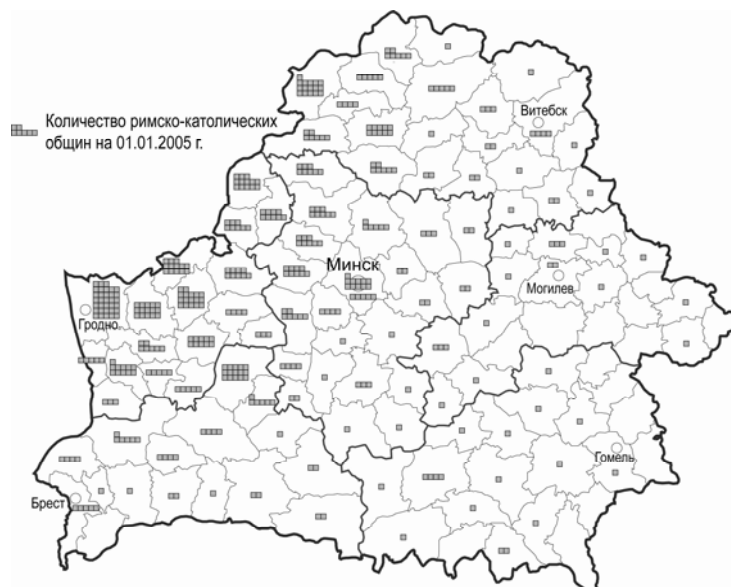 Количество римско-католических
общин на 01.01.2005 г.
Витебск
Минск
Могилев
Гродно
Гомель
Брест